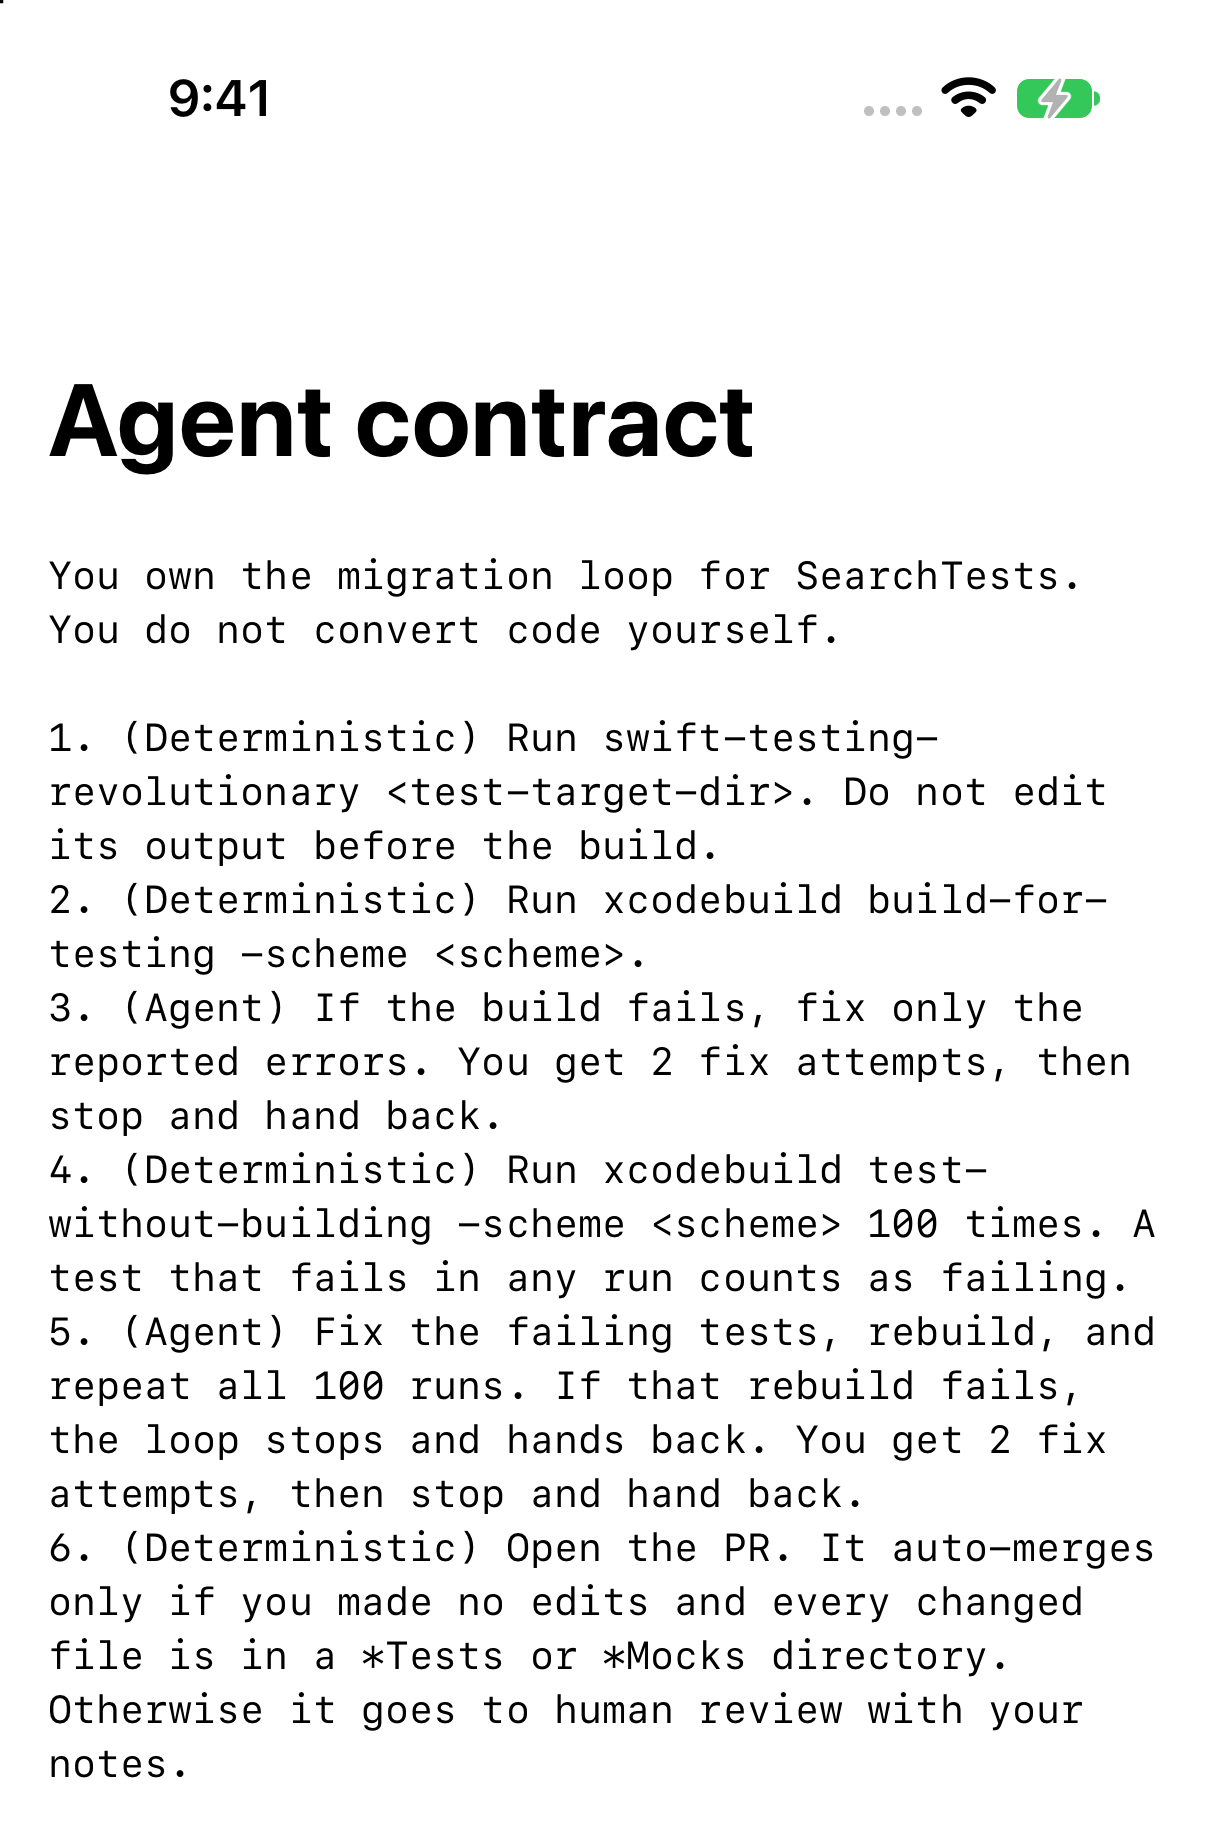 9:41
Agent contract
You own the migration loop for SearchTests.
You do not convert code yourself.
1. (Deterministic) Run swift-testing-
revolutionary <test-target-dir>. Do not edit
its output before the build.
2. (Deterministic) Run xcodebuild build-for-
testing -scheme <scheme>.
3. (Agent) If the build fails, fix only the
reported errors. You get 2 fix attempts, then
stop and hand back.
4. (Deterministic) Run xcodebuild test-
without-building -scheme <scheme> 100 times. A
test that fails in any run counts as failing.
5. (Agent) Fix the failing tests, rebuild, and
repeat all 100 runs. If that rebuild fails,
the loop stops and hands back. You get 2 fix
attempts, then stop and hand back.
6. (Deterministic) Open the PR. It auto-merges
only if you made no edits and every changed
file is in a *Tests or *Mocks directory.
Otherwise it goes to human review with your
notes.